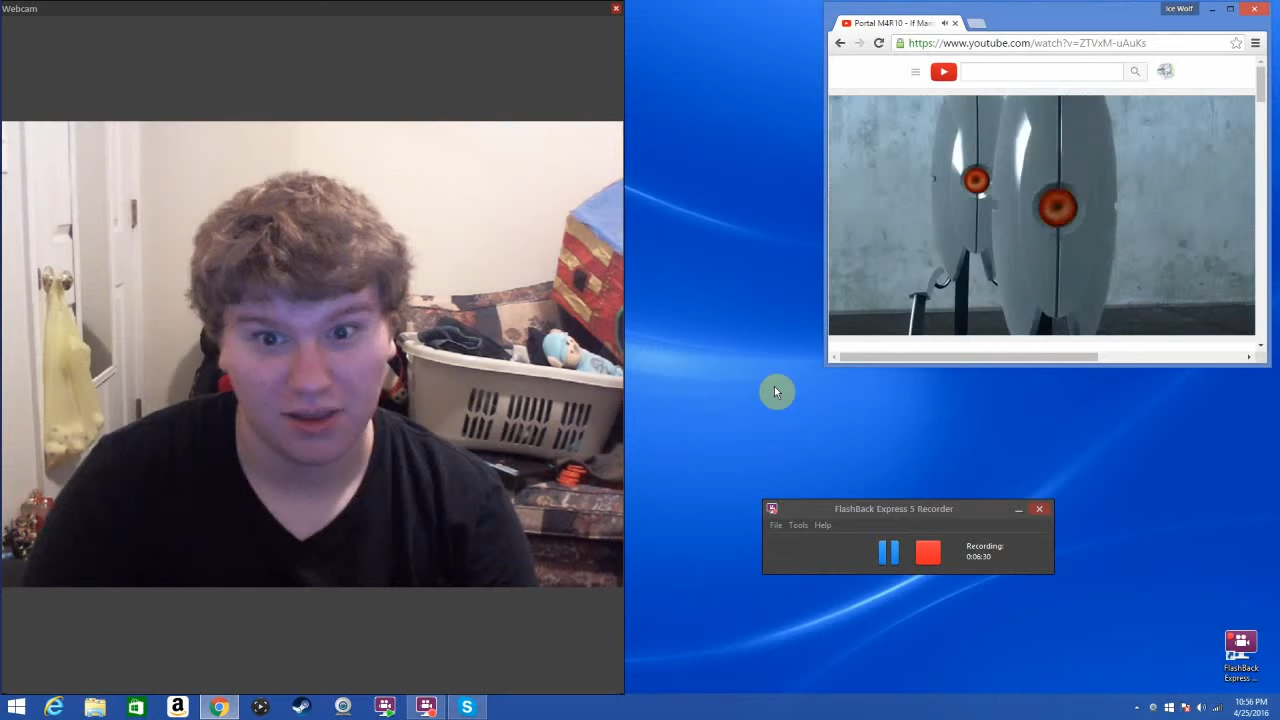 Webcam
Ice Wolf
Portal M4R10 - If Mari
https://www.youtube.com/watch?v=ZTVxM-uAuKs
FlashBack Express 5 Recorder
File Tools Help
Recording:
0:06:30
FlashBack
Express ...
10:56 PM
4/25/2016